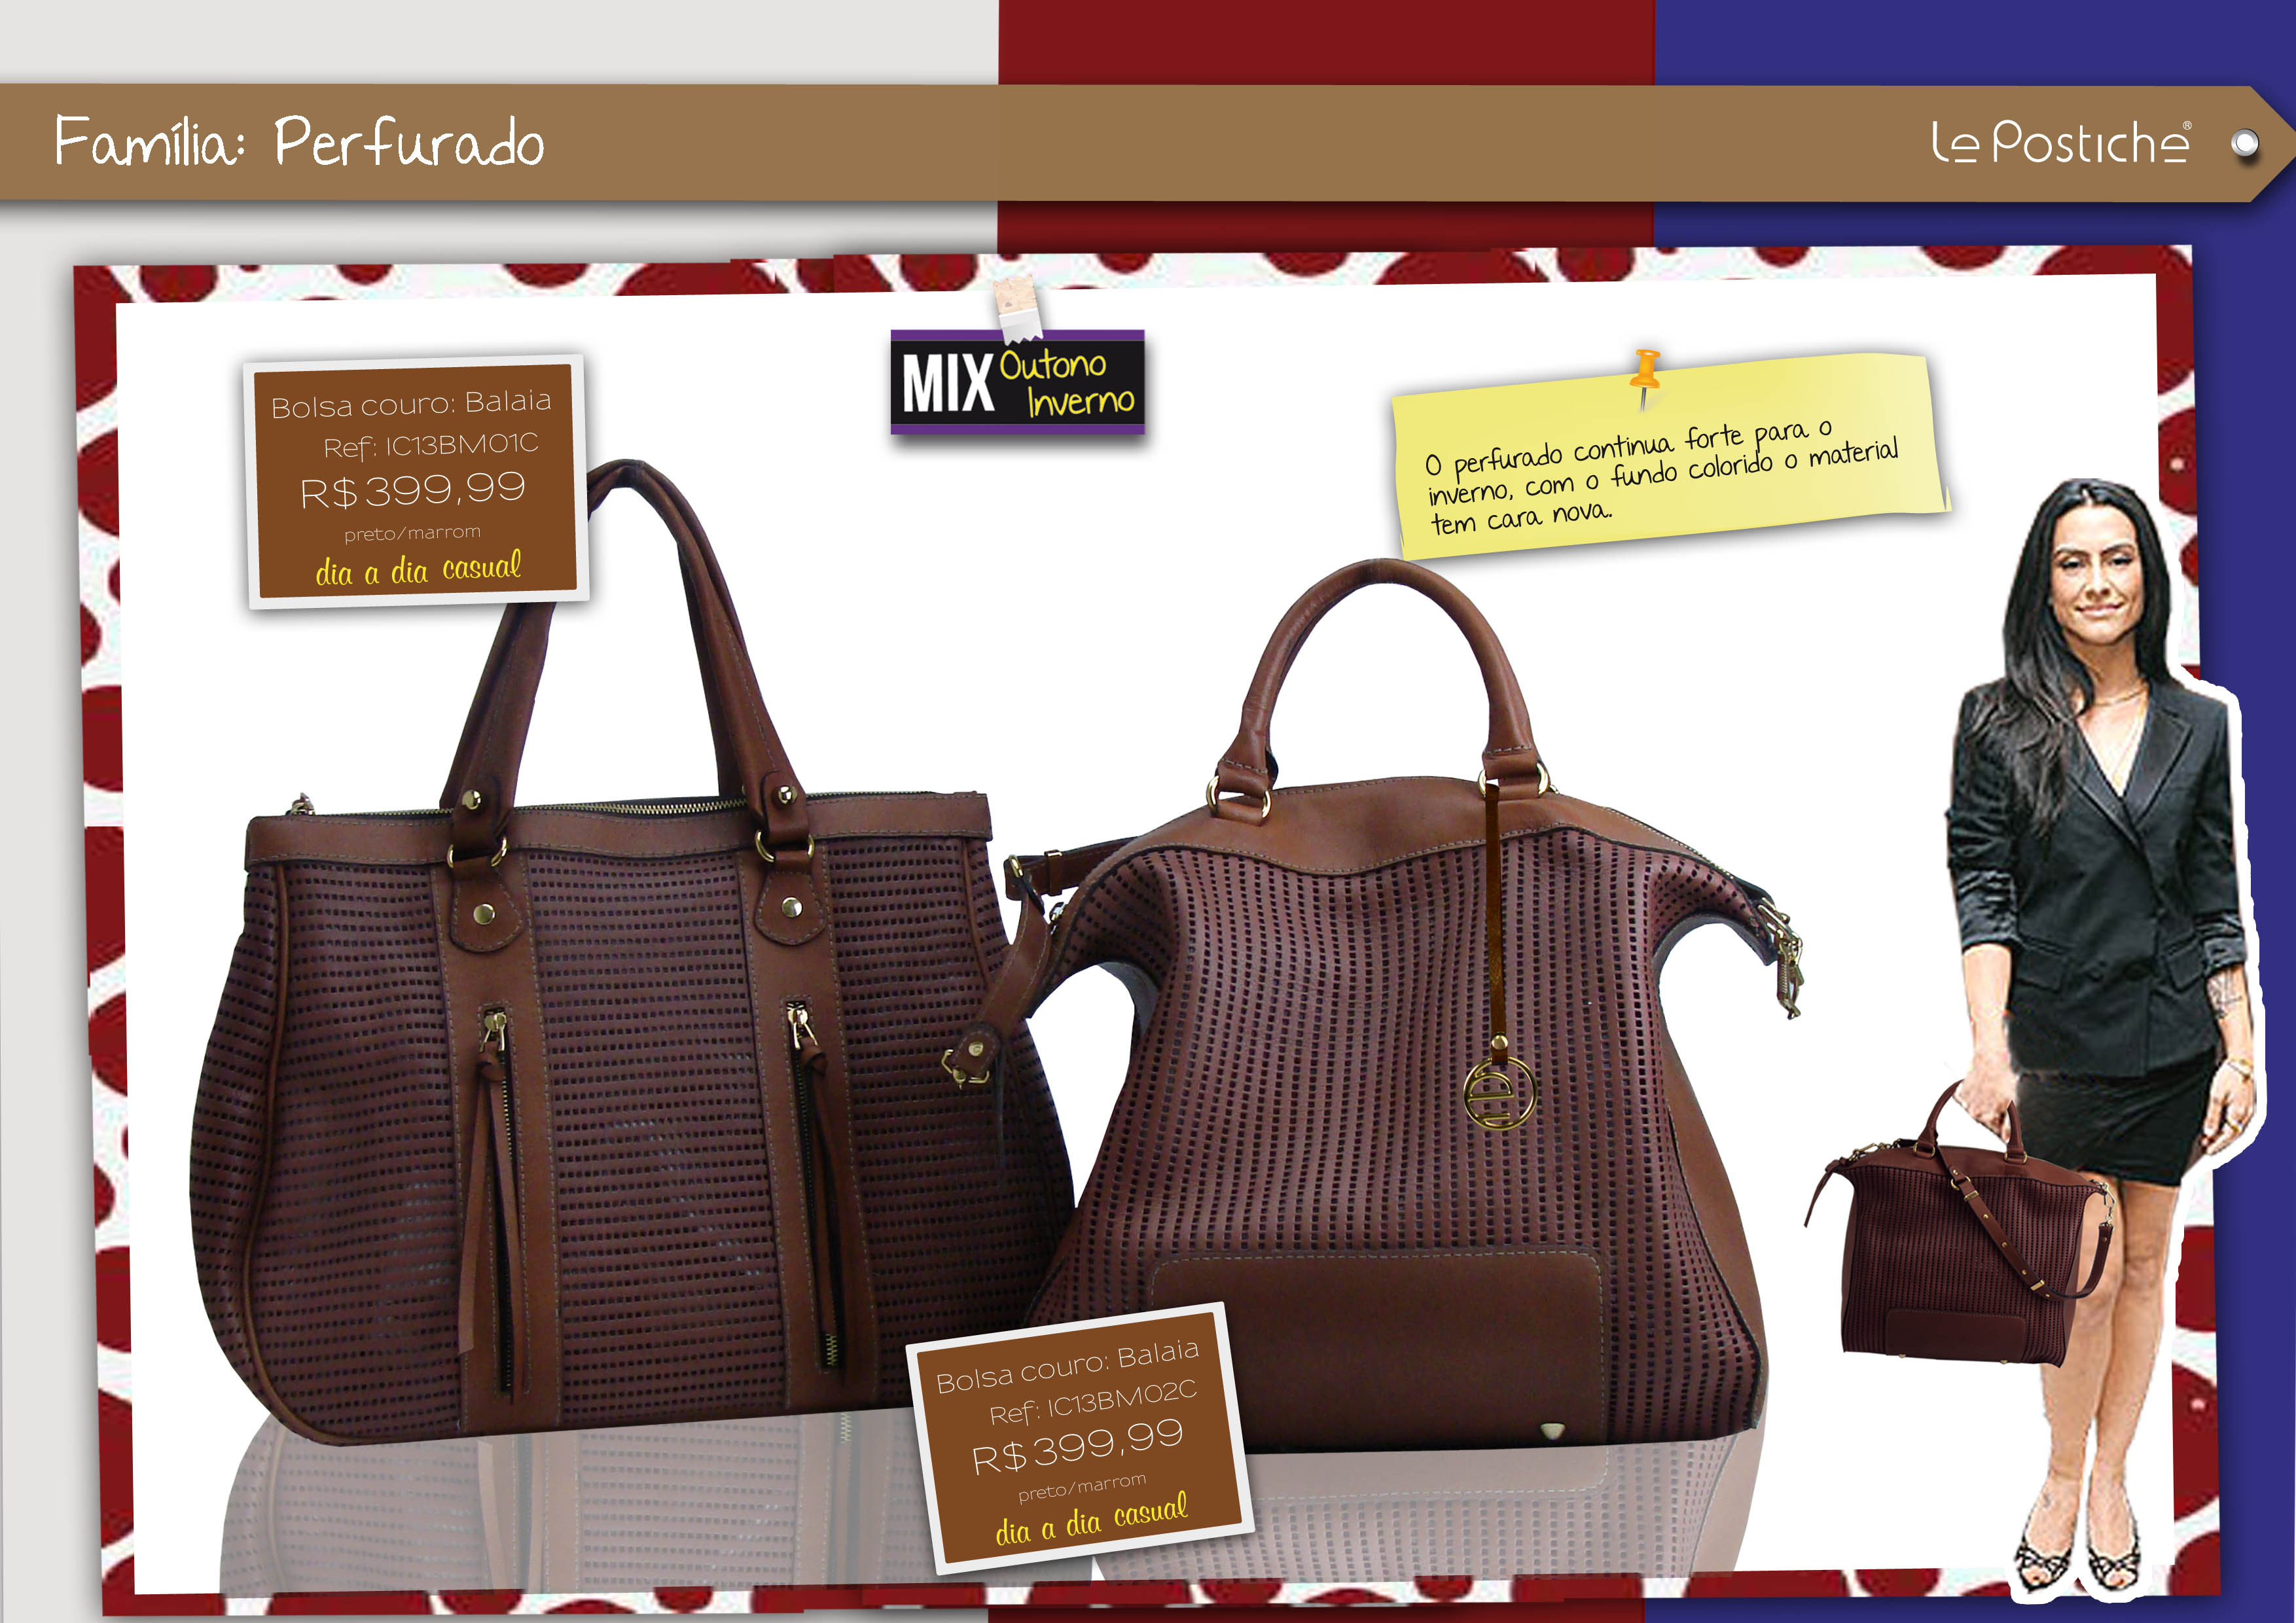 Família: Perfurado
Le Postiche®
Bolsa couro: Balaia
Ref: IC13BM01C
R$399,99
preto/marrom
dia a dia casual
MIX Outono
Inverno
O perfurado continua forte para o
inverno, com o fundo colorido o material
tem cara nova.
Bolsa couro: Balaia
Ref: IC13BM02C
R$399,99
preto/marrom
dia a dia casual